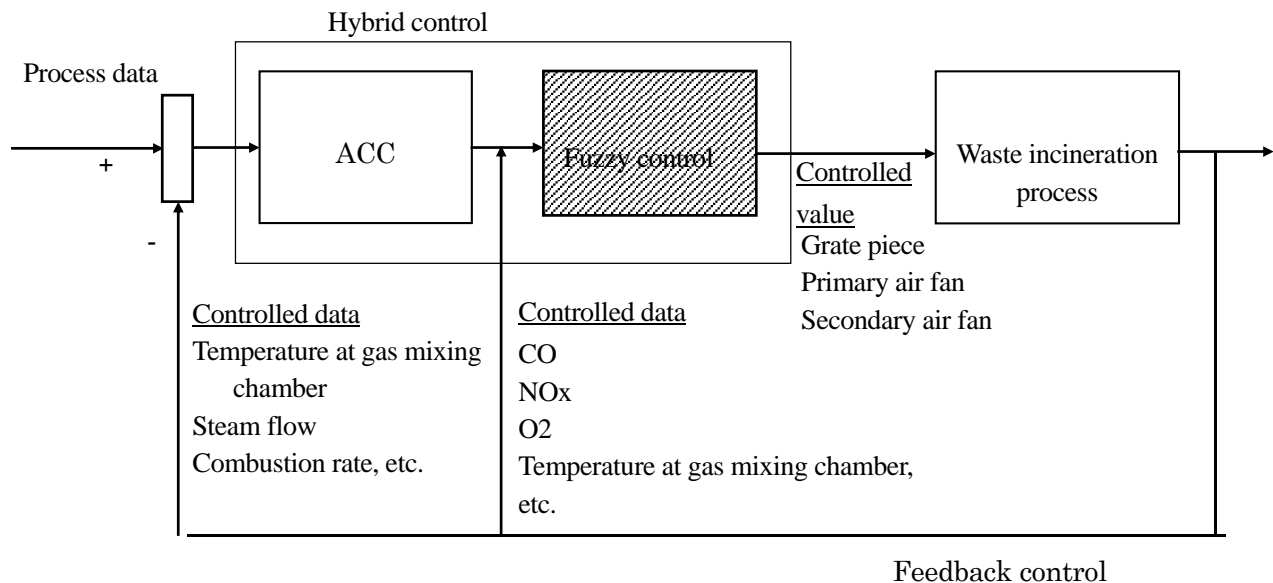 Hybrid control
Process data
+
-
ACC
Fuzzy control
Waste incineration
process
Controlled
value
Grate piece
Primary air fan
Secondary air fan
Controlled data
Temperature at gas mixing
chamber
Steam flow
Combustion rate, etc.
Controlled data
CO
NOx
O2
Temperature at gas mixing chamber,
etc.
Feedback control